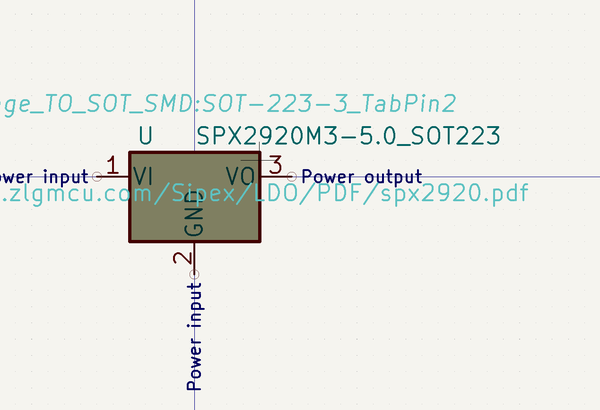 ge_TO_SOT_SMD:SOT-223-3_TabPin2
U SPX2920M3-5.0_SOT223
ower input 1 VI VO 3 Power output
.zlgmcu.com/Sipex/LDO/PDF/spx2920.pdf
GND
2
Power input